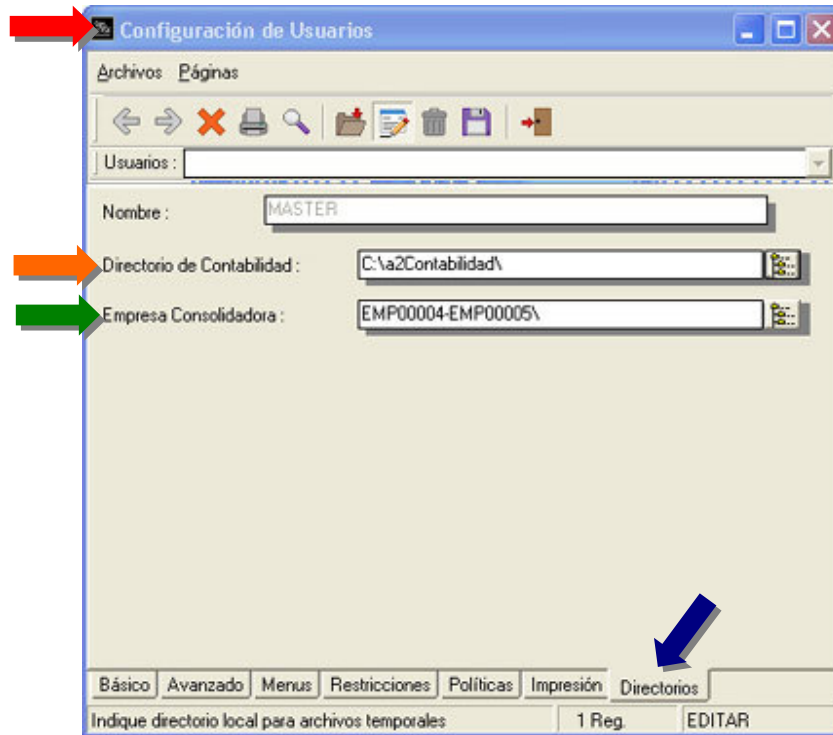 Configuración de Usuarios
Archivos Páginas
Usuarios :
Nombre : MASTER
Directorio de Contabilidad : C:\a2Contabilidad\
Empresa Consolidadora : EMP00004-EMP00005\
Básico Avanzado Menus Restricciones Políticas Impresión Directorios
Indique directorio local para archivos temporales 1 Reg. EDITAR